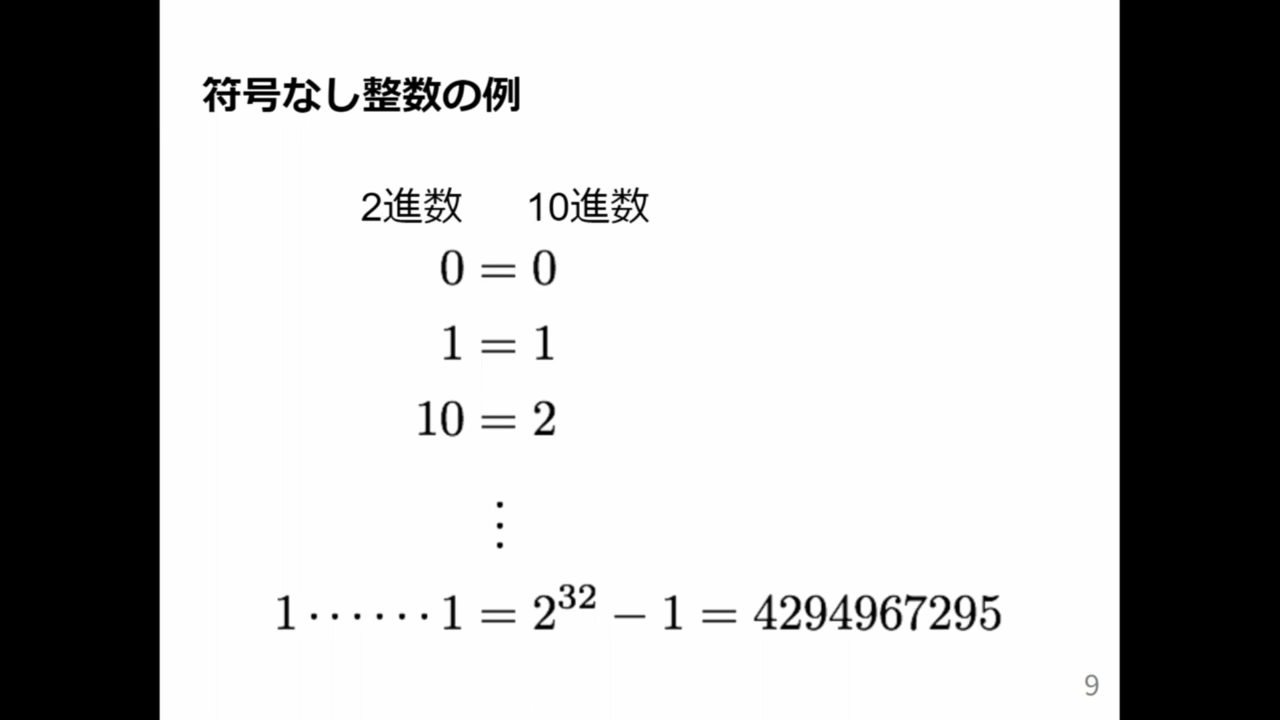 符号なし整数の例
2進数 10進数
0 = 0
1 = 1
10 = 2
⋮
1 · · · · · · 1 = 2³² − 1 = 4294967295
9